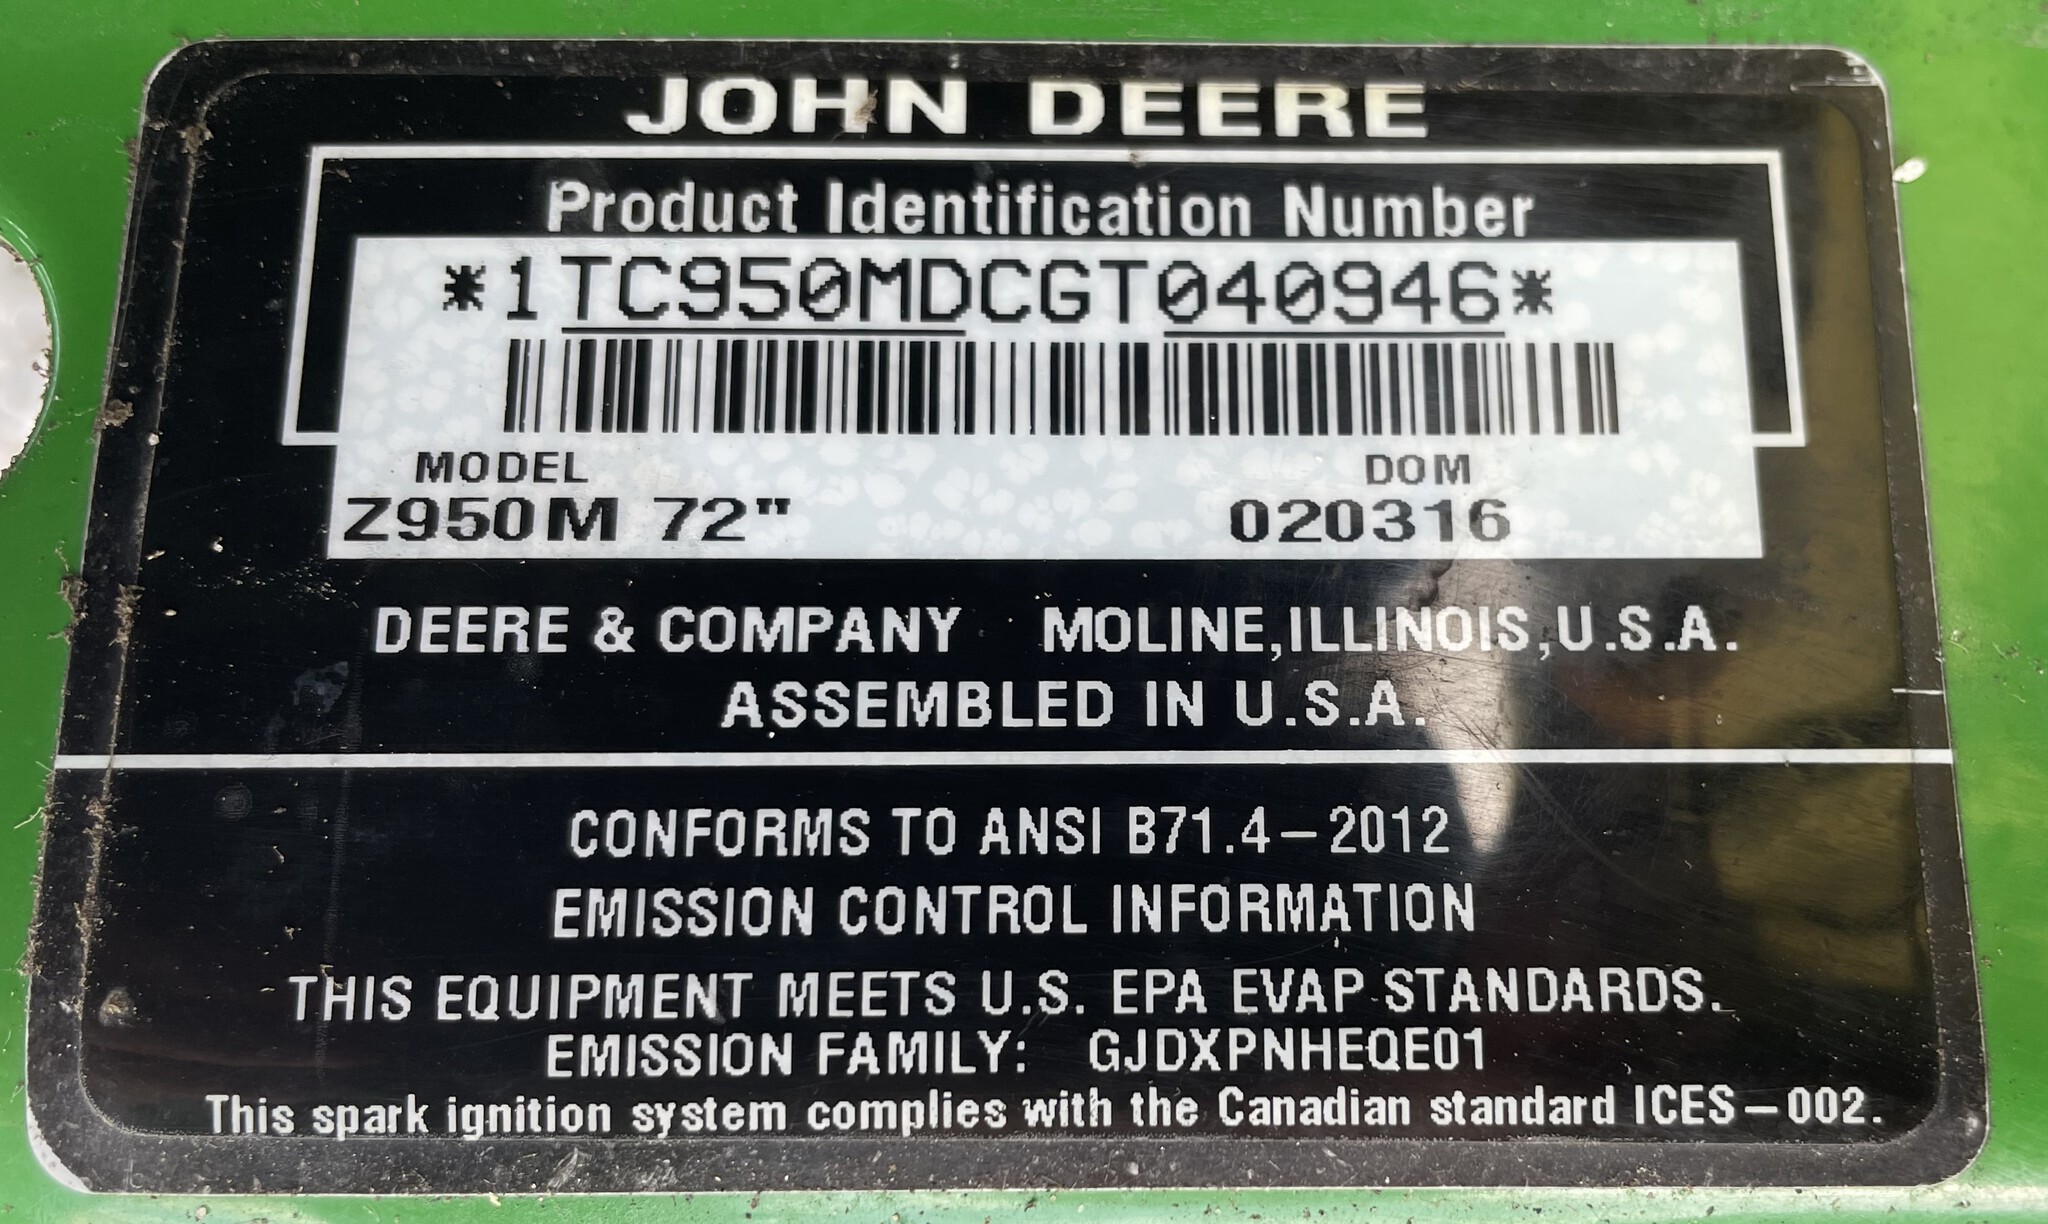 JOHN DEERE
Product Identification Number
*1TC950MDCGT040946*
MODEL DOM
Z950M 72" 020316
DEERE & COMPANY MOLINE,ILLINOIS,U.S.A.
ASSEMBLED IN U.S.A.
CONFORMS TO ANSI B71.4-2012
EMISSION CONTROL INFORMATION
THIS EQUIPMENT MEETS U.S. EPA EVAP STANDARDS.
EMISSION FAMILY: GJDXPNHEQE01
This spark ignition system complies with the Canadian standard ICES-002.